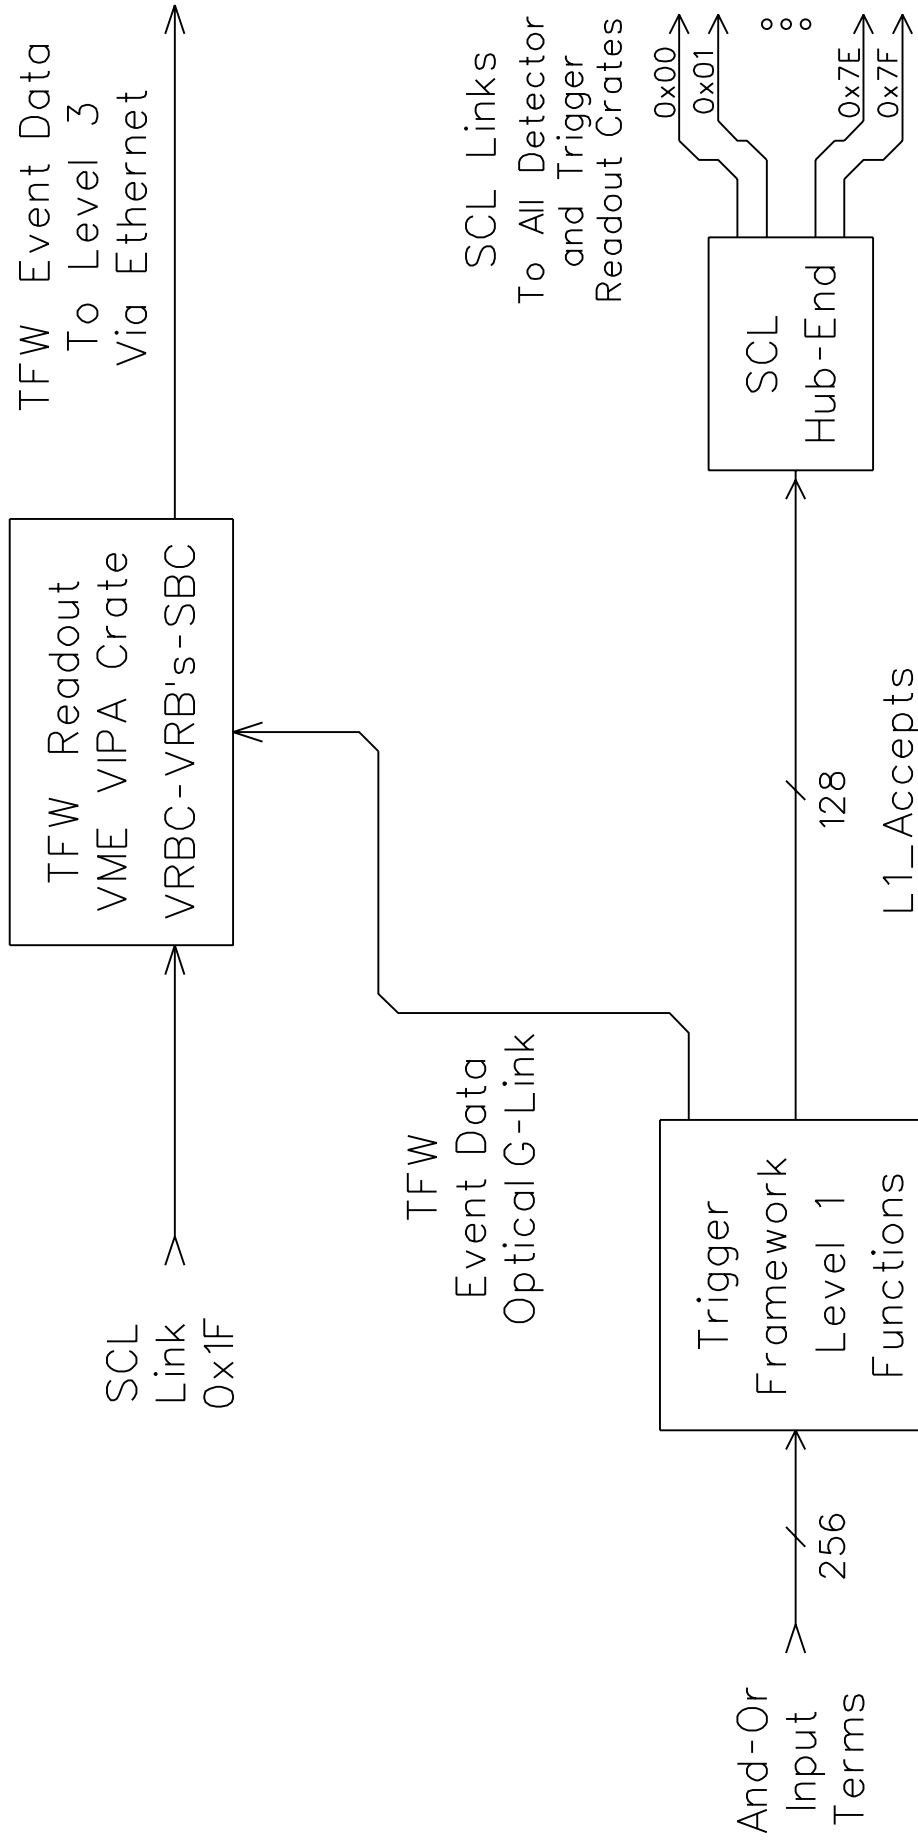 TFW Event Data
To Level 3
Via Ethernet
TFW Readout
VME VIPA Crate
VRBC-VRB's-SBC
SCL
Link
0x1F
TFW
Event Data
Optical G-Link
SCL Links
To All Detector
and Trigger
Readout Crates
0x00
0x01
0x7E
0x7F
SCL
Hub-End
128
L1_Accepts
Trigger
Framework
Level 1
Functions
256
And-Or
Input
Terms